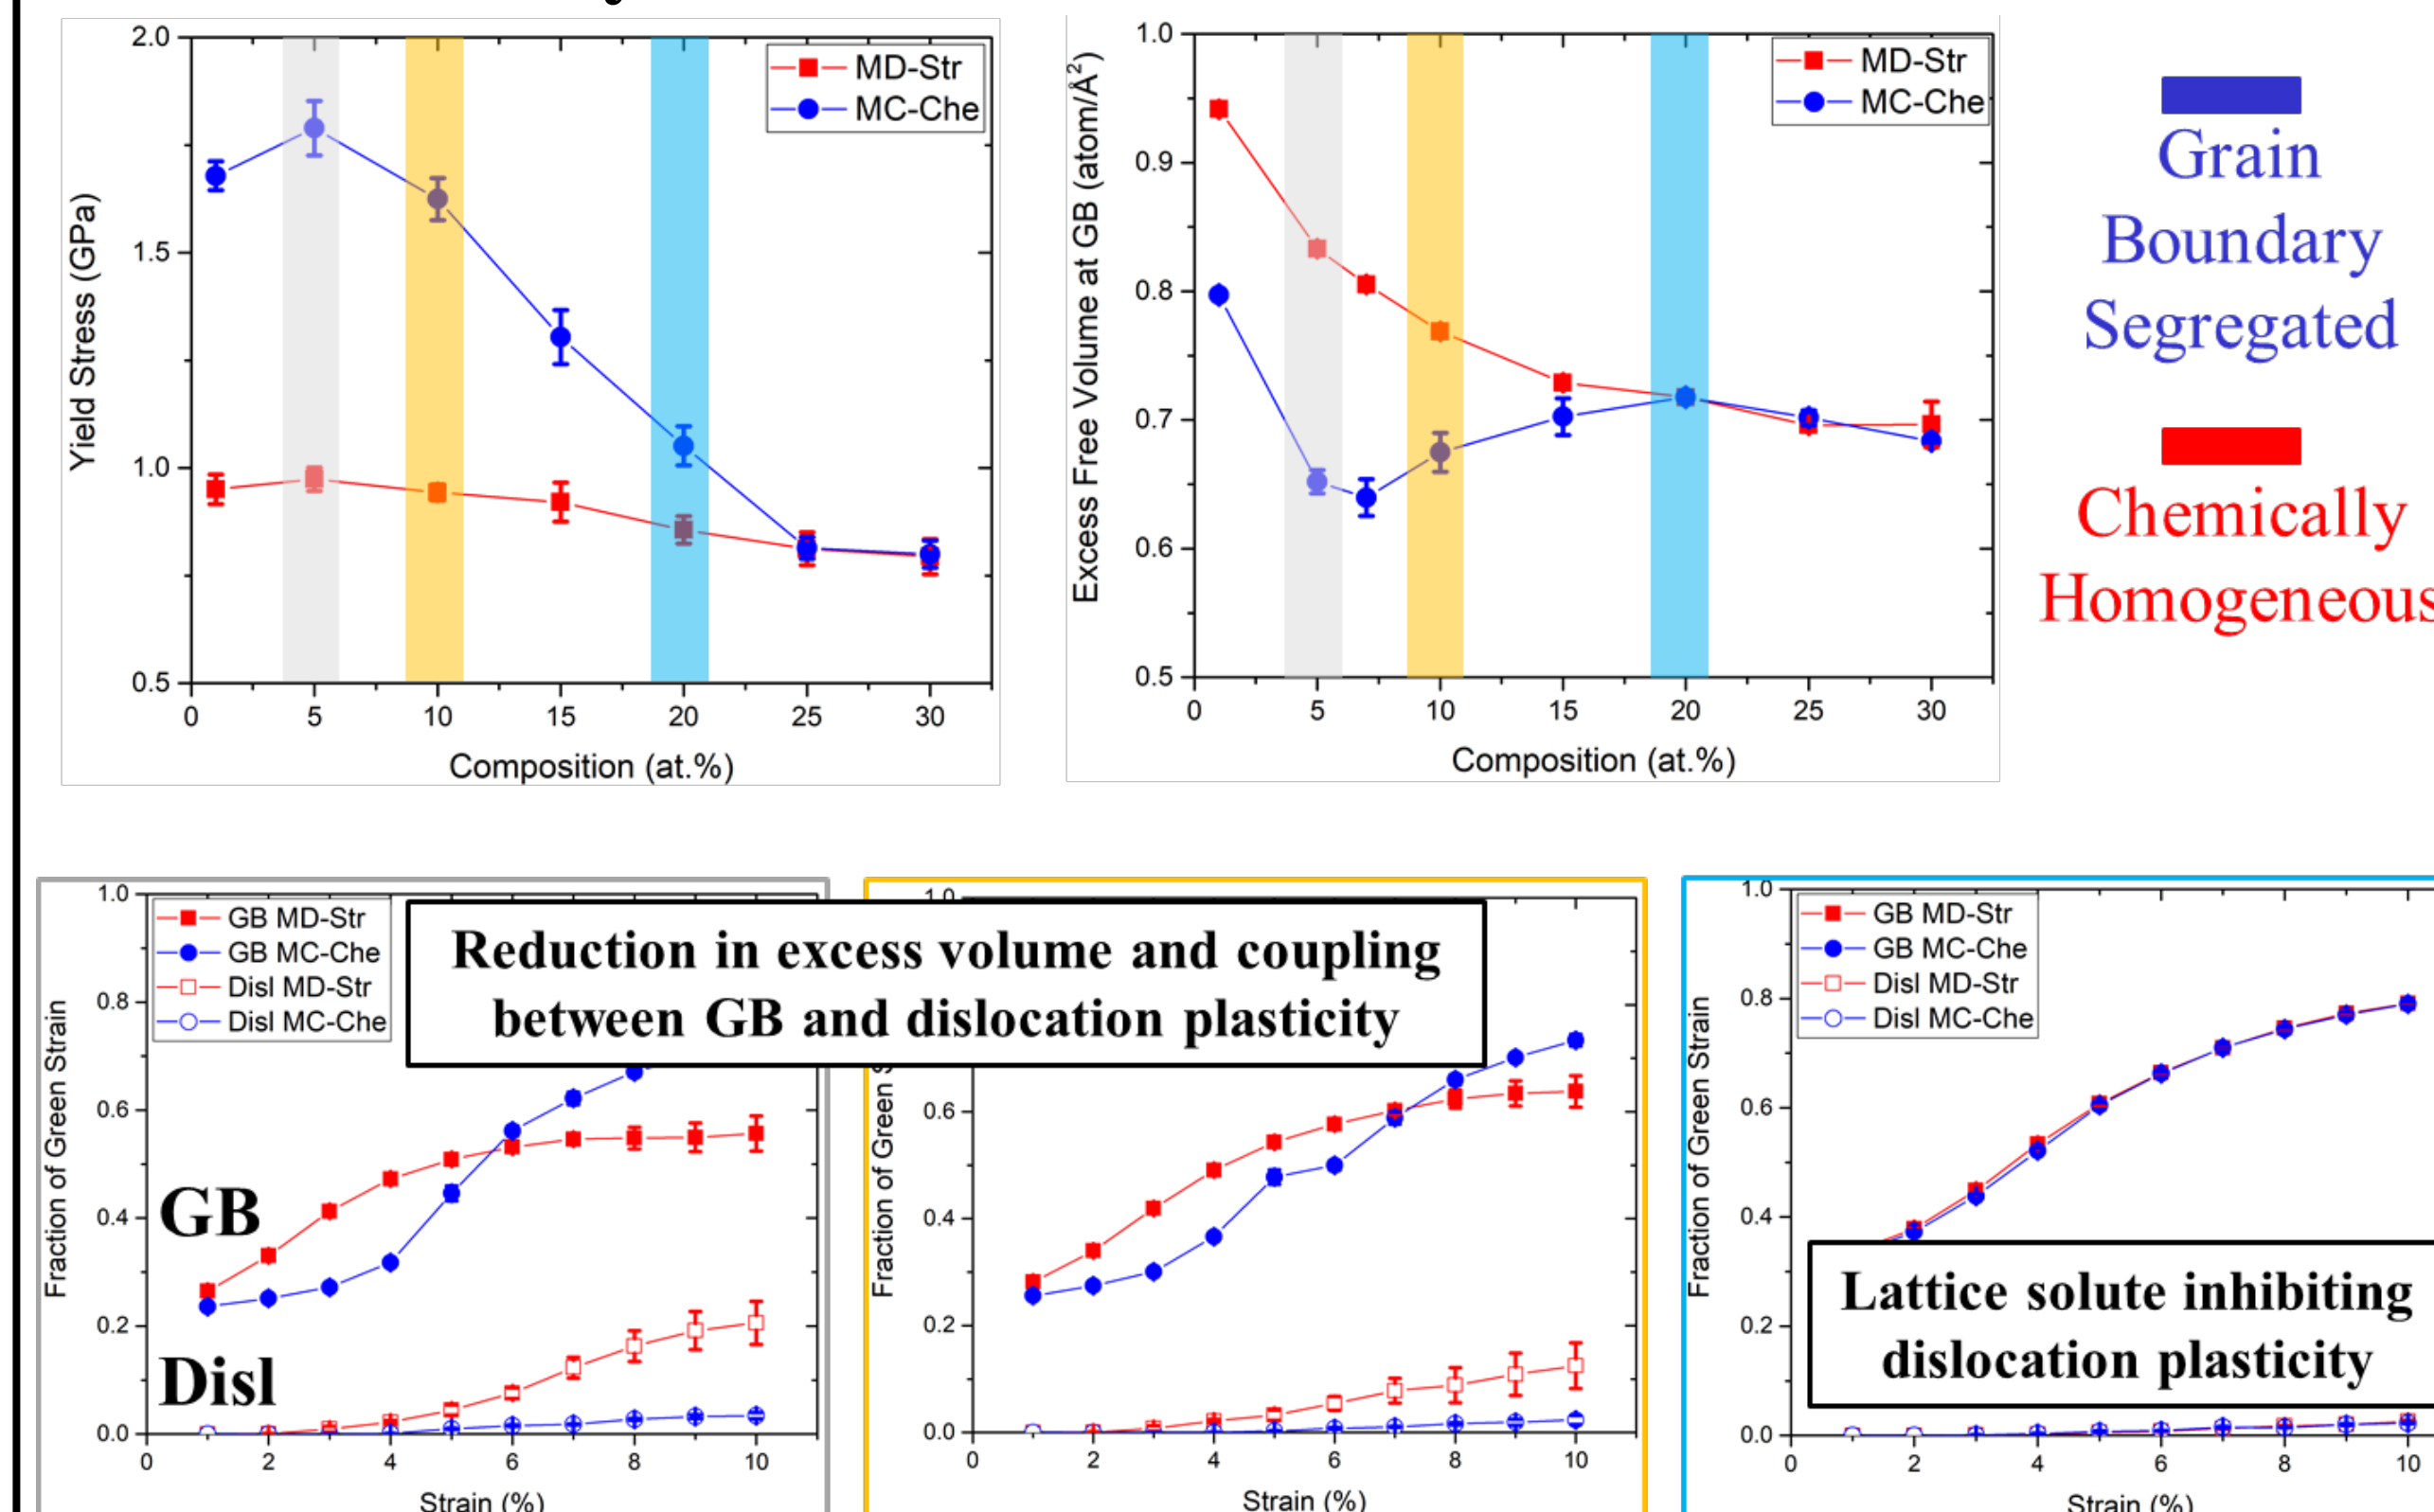 2.0
1.5
1.0
0.5
Yield Stress (GPa)
MD-Str
MC-Che
0 5 10 15 20 25 30
Composition (at.%)
1.0
0.9
0.8
0.7
0.6
0.5
Excess Free Volume at GB (atom/Å²)
MD-Str
MC-Che
0 5 10 15 20 25 30
Composition (at.%)
Grain
Boundary
Segregated
Chemically
Homogeneous
1.0
0.8
0.6
0.4
0.2
0.0
Fraction of Green Strain
GB MD-Str
GB MC-Che
Disl MD-Str
Disl MC-Che
GB
Disl
0 2 4 6 8 10
Strain (%)
Reduction in excess volume and coupling
between GB and dislocation plasticity
1.0
0.6
0.4
0.2
0.0
Fraction of Green
0 2 4 6 8 10
Strain (%)
1.0
0.8
0.6
0.4
0.2
0.0
Fraction of Green Strain
GB MD-Str
GB MC-Che
Disl MD-Str
Disl MC-Che
Lattice solute inhibiting
dislocation plasticity
0 2 4 6 8 10
Strain (%)